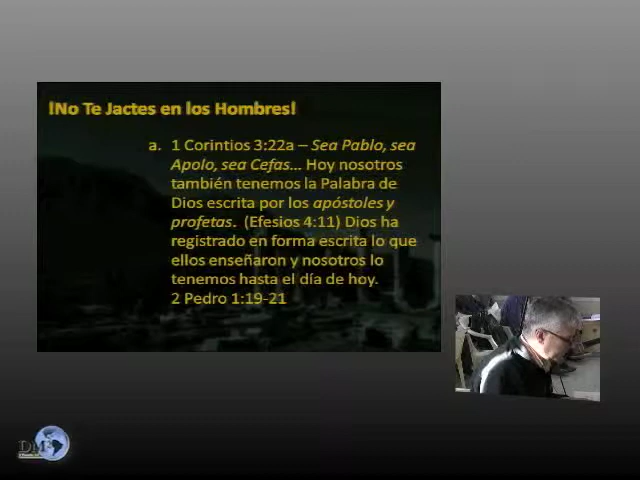 ¡No Te Jactes en los Hombres!
a. 1 Corintios 3:22a – Sea Pablo, sea
Apolo, sea Cefas... Hoy nosotros
también tenemos la Palabra de
Dios escrita por los apóstoles y
profetas. (Efesios 4:11) Dios ha
registrado en forma escrita lo que
ellos enseñaron y nosotros lo
tenemos hasta el día de hoy.
2 Pedro 1:19-21